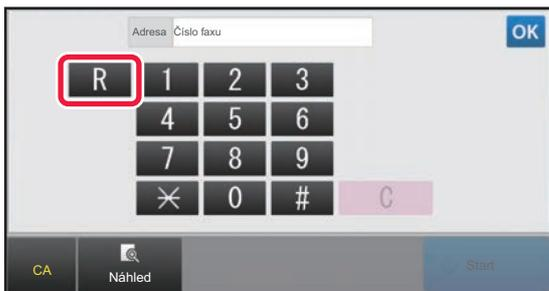 Adresa Číslo faxu OK
R 1 2 3
4 5 6
7 8 9
* 0 # C
CA Náhled Start